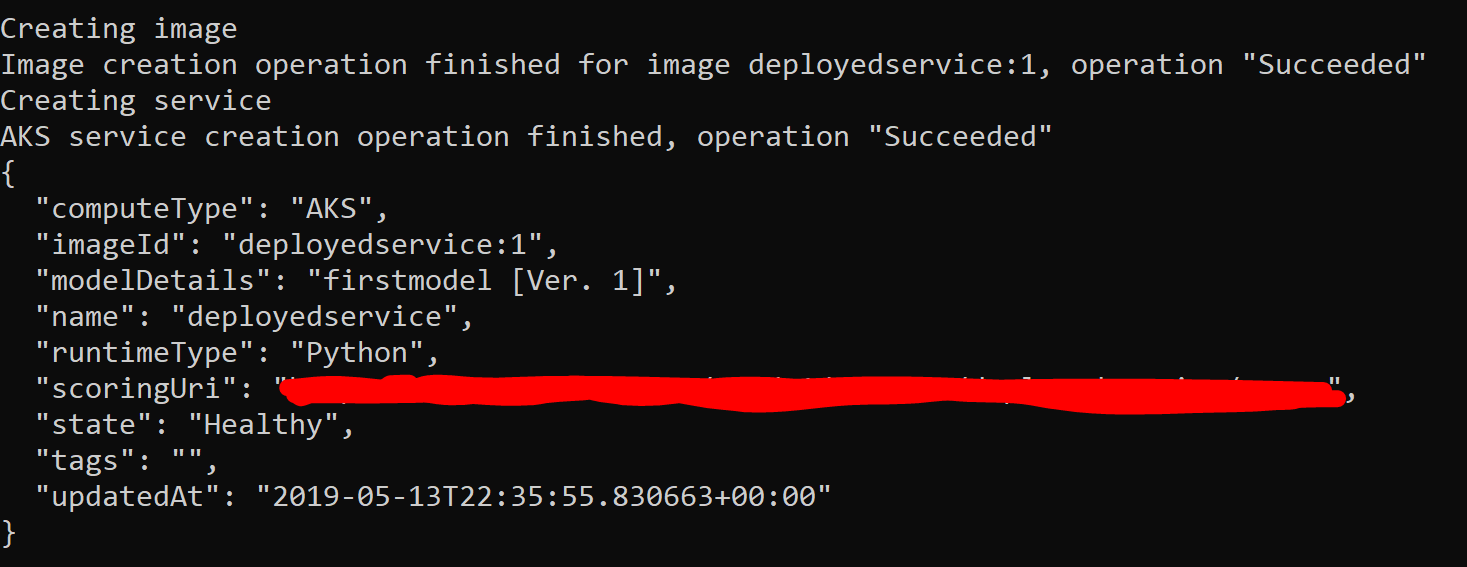 Creating image
Image creation operation finished for image deployedservice:1, operation "Succeeded"
Creating service
AKS service creation operation finished, operation "Succeeded"
{
"computeType": "AKS",
"imageId": "deployedservice:1",
"modelDetails": "firstmodel [Ver. 1]",
"name": "deployedservice",
"runtimeType": "Python",
"scoringUri": "",
"state": "Healthy",
"tags": "",
"updatedAt": "2019-05-13T22:35:55.830663+00:00"
}